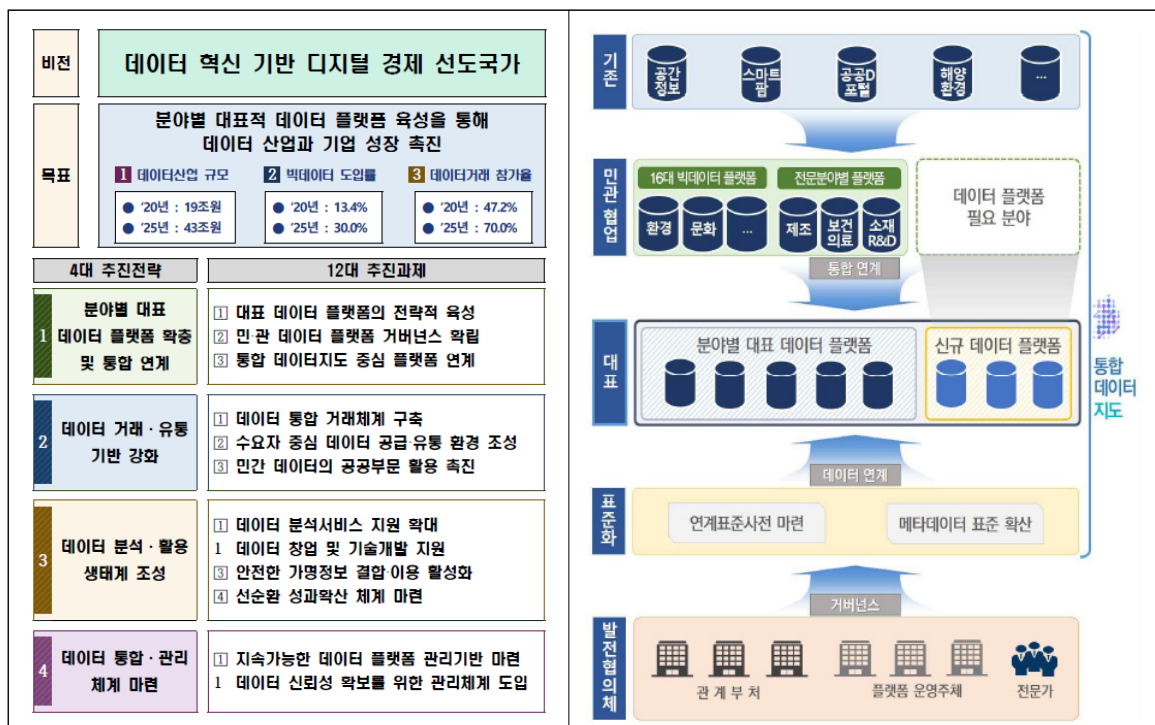 비전
데이터 혁신 기반 디지털 경제 선도국가
목표
분야별 대표적 데이터 플랫폼 육성을 통해
데이터 산업과 기업 성장 촉진
1 데이터산업 규모
● '20년 : 19조원
● '25년 : 43조원
2 빅데이터 도입률
● '20년 : 13.4%
● '25년 : 30.0%
3 데이터거래 참가율
● '20년 : 47.2%
● '25년 : 70.0%
4대 추진전략
12대 추진과제
1
분야별 대표
데이터 플랫폼 확충
및 통합 연계
1 대표 데이터 플랫폼의 전략적 육성
2 민·관 데이터 플랫폼 거버넌스 확립
3 통합 데이터지도 중심 플랫폼 연계
2
데이터 거래·유통
기반 강화
1 데이터 통합 거래체계 구축
2 수요자 중심 데이터 공급·유통 환경 조성
3 민간 데이터의 공공부문 활용 촉진
3
데이터 분석·활용
생태계 조성
1 데이터 분석서비스 지원 확대
1 데이터 창업 및 기술개발 지원
3 안전한 가명정보 결합·이용 활성화
4 선순환 성과확산 체계 마련
4
데이터 통합·관리
체계 마련
1 지속가능한 데이터 플랫폼 관리기반 마련
1 데이터 신뢰성 확보를 위한 관리체계 도입
기존
공간
정보
스마트
팜
공공D
포털
해양
환경
...
민관 협업
16대 빅데이터 플랫폼
환경
문화
...
전문분야별 플랫폼
제조
보건
의료
소재
R&D
데이터 플랫폼
필요 분야
통합 연계
대표
분야별 대표 데이터 플랫폼
신규 데이터 플랫폼
통합
데이터
지도
데이터 연계
표준화
연계표준사전 마련
메타데이터 표준 확산
거버넌스
발전협의체
관계부처
플랫폼 운영주체
전문가